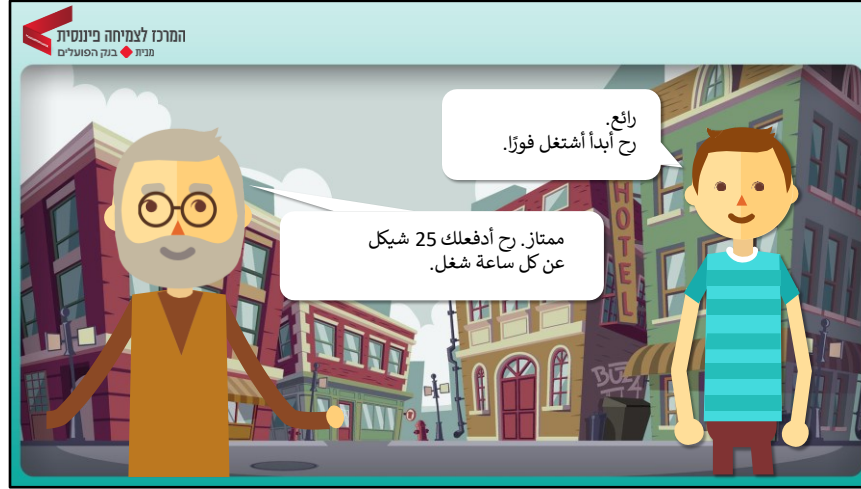 המרכז לצמיחה פיננסית
מבית בנק הפועלים
رائع.
رح أبدأ أشتغل فورًا.
ممتاز. رح أدفعلك 25 شيكل
عن كل ساعة شغل.
HOTEL
BUZZ